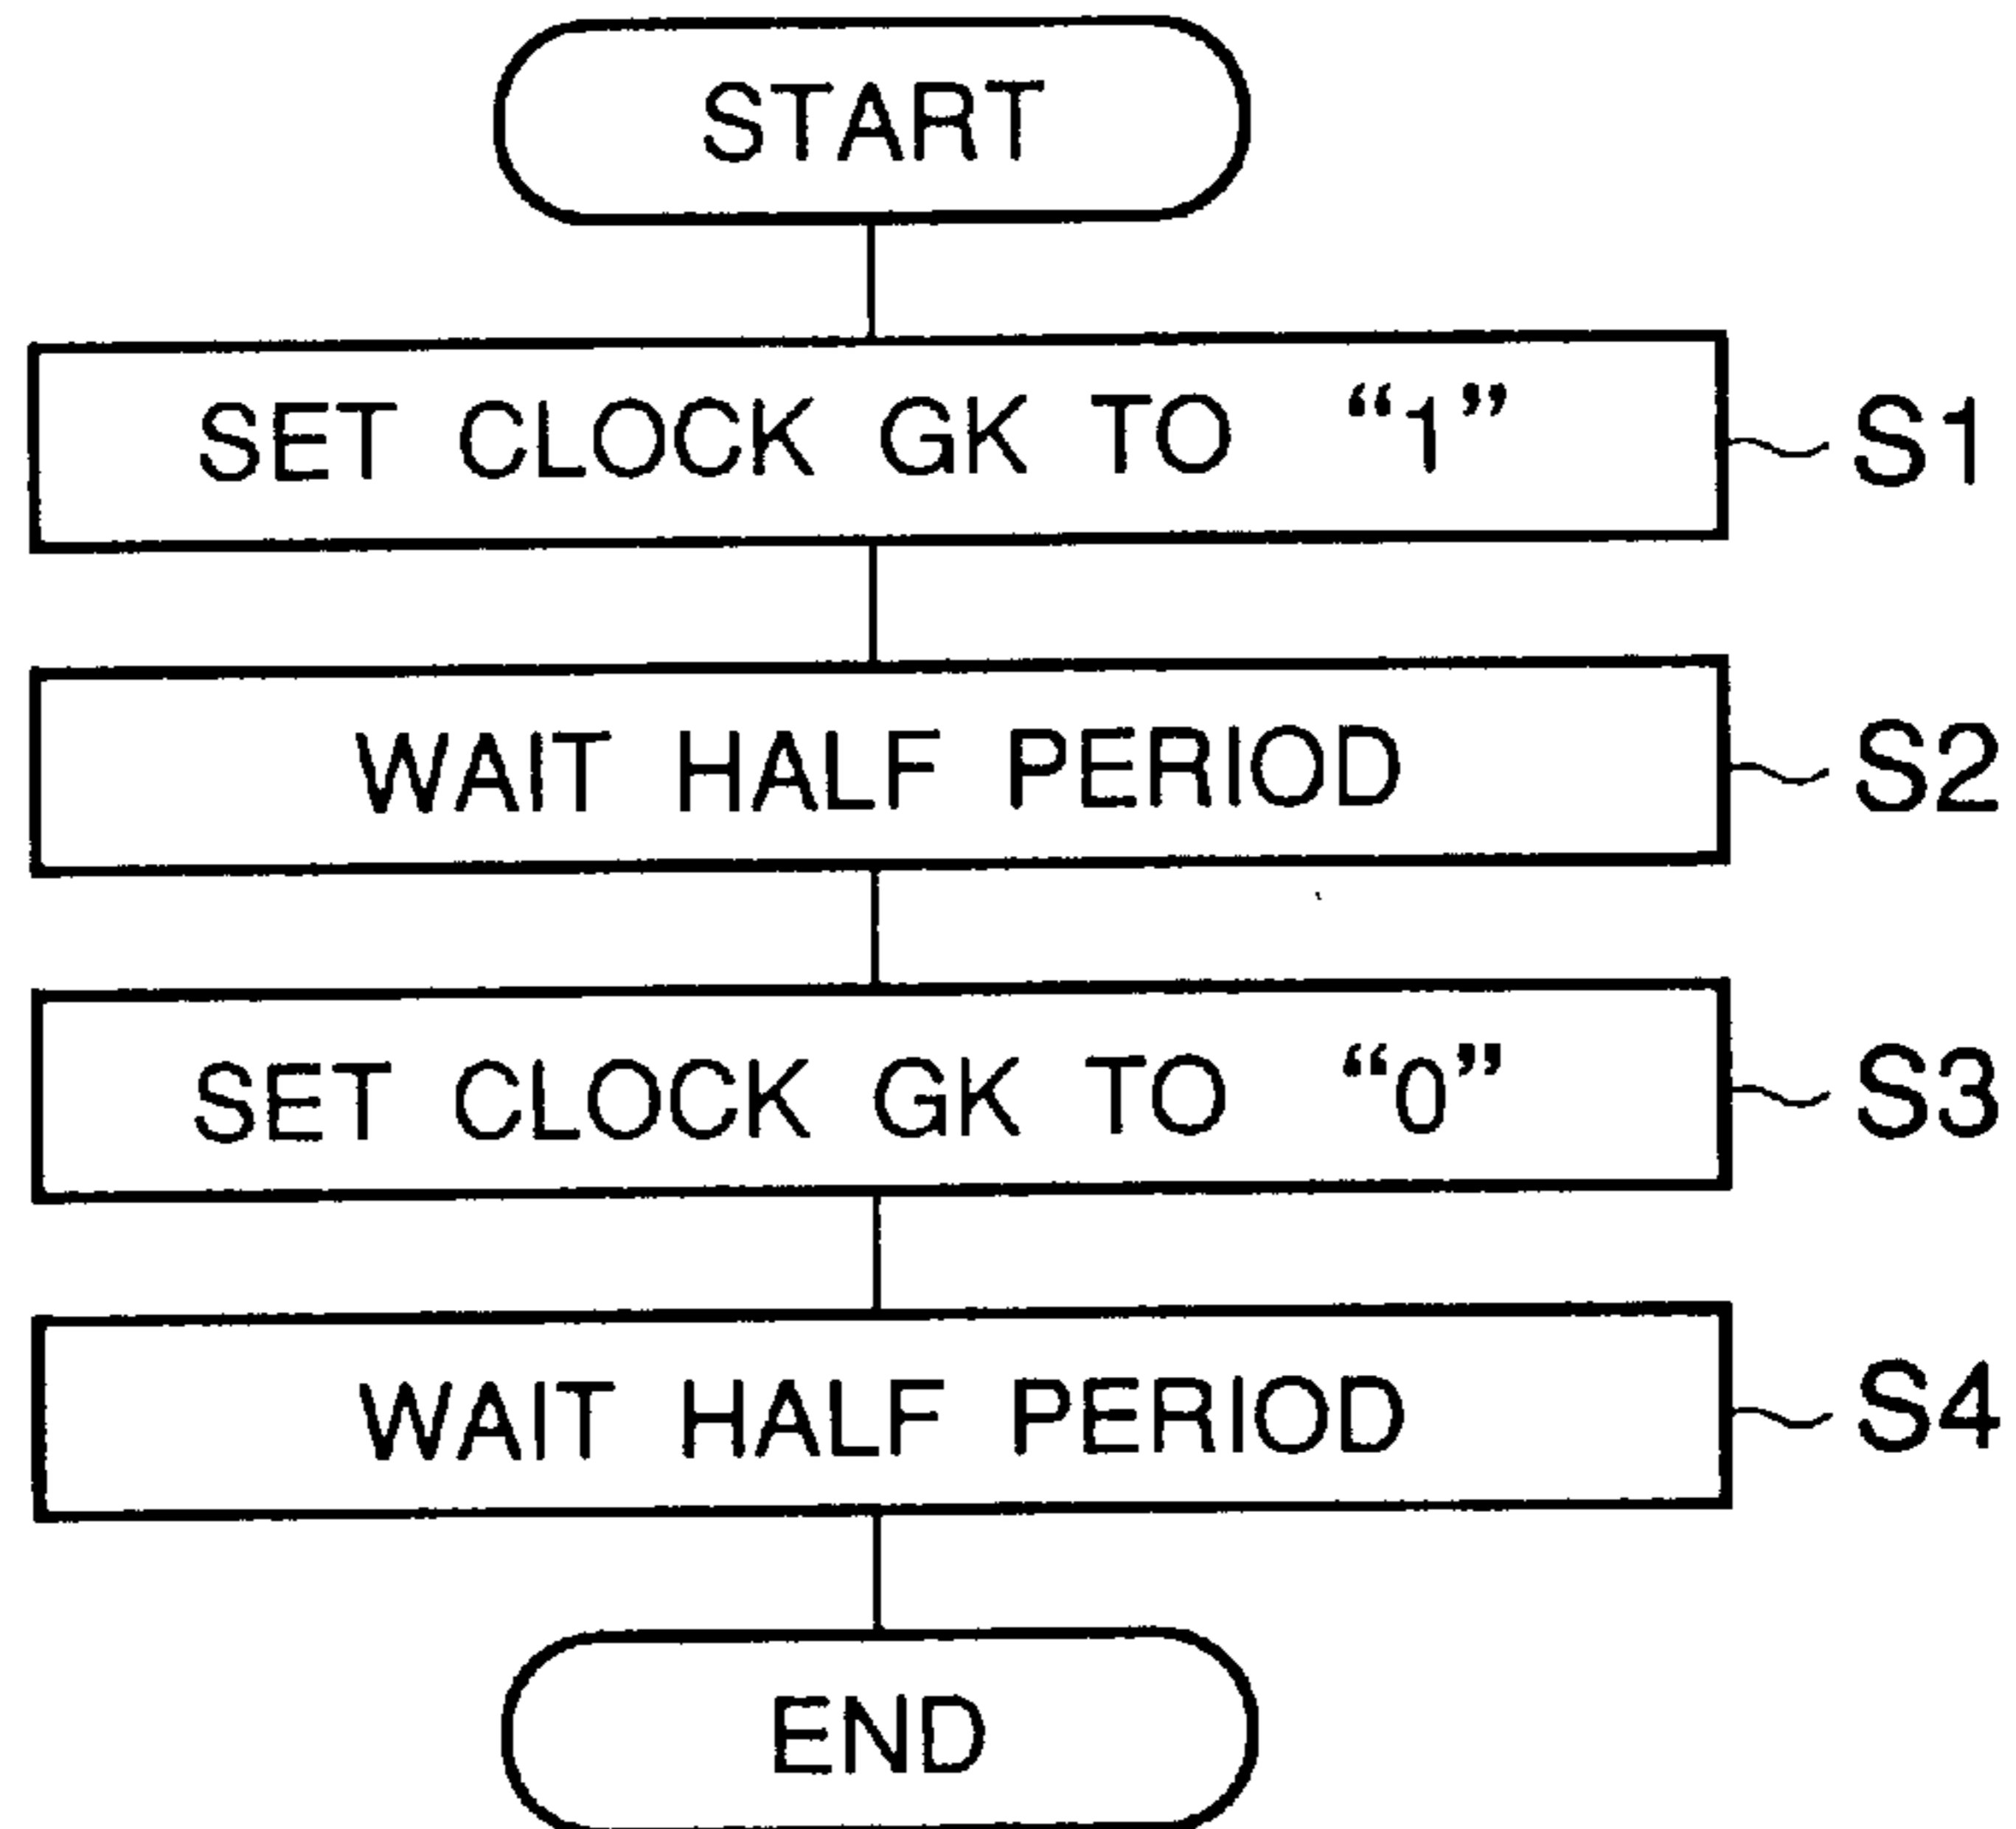 START
SET CLOCK GK TO “1”
S1
WAIT HALF PERIOD
S2
SET CLOCK GK TO “0”
S3
WAIT HALF PERIOD
S4
END